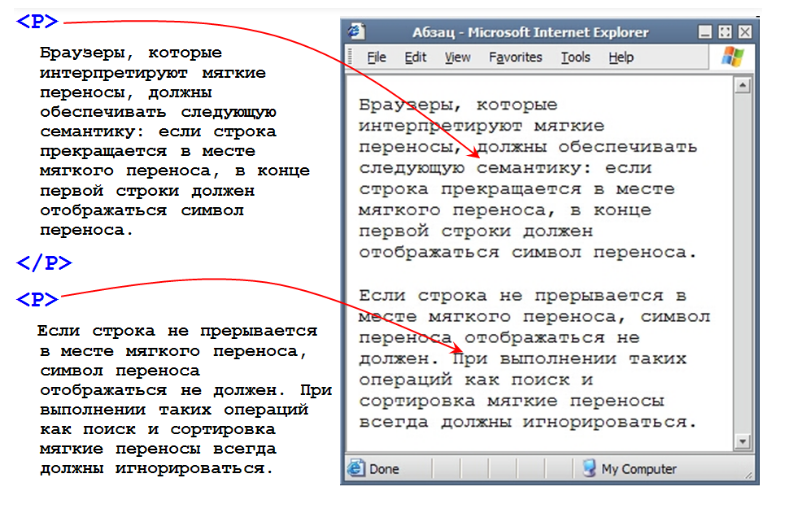 <P>
Браузеры, которые
интерпретируют мягкие
переносы, должны
обеспечивать следующую
семантику: если строка
прекращается в месте
мягкого переноса, в конце
первой строки должен
отображаться символ
переноса.
</P>
<P>
Если строка не прерывается
в месте мягкого переноса,
символ переноса
отображаться не должен. При
выполнении таких операций
как поиск и сортировка
мягкие переносы всегда
должны игнорироваться.
Абзац - Microsoft Internet Explorer
File Edit View Favorites Tools Help
Браузеры, которые
интерпретируют мягкие
переносы, должны обеспечивать
следующую семантику: если
строка прекращается в месте
мягкого переноса, в конце
первой строки должен
отображаться символ переноса.
Если строка не прерывается в
месте мягкого переноса, символ
переноса отображаться не
должен. При выполнении таких
операций как поиск и
сортировка мягкие переносы
всегда должны игнорироваться.
Done My Computer